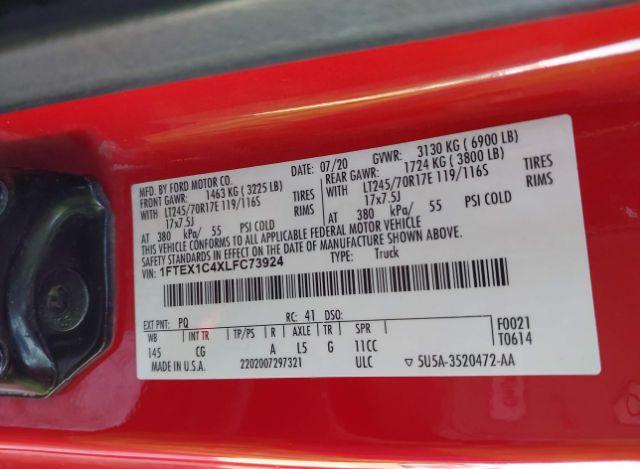 MFD. BY FORD MOTOR CO.
DATE: 07/20 GVWR: 3130 KG ( 6900 LB)
FRONT GAWR: 1463 KG ( 3225 LB) REAR GAWR: 1724 KG ( 3800 LB)
WITH LT245/70R17E 119/116S TIRES WITH LT245/70R17E 119/116S TIRES
17x7.5J RIMS 17x7.5J RIMS
AT 380 kPa/ 55 PSI COLD AT 380 kPa/ 55 PSI COLD
THIS VEHICLE CONFORMS TO ALL APPLICABLE FEDERAL MOTOR VEHICLE
SAFETY STANDARDS IN EFFECT ON THE DATE OF MANUFACTURE SHOWN ABOVE.
VIN: 1FTEX1C4XLFC73924 TYPE: Truck
EXT PNT: PQ RC: 41 DSO:
WB INT TR TP/PS R AXLE TR SPR F0021
145 CG A L5 G 11CC T0614
MADE IN U.S.A. 2202007297321 ULC ▽ 5U5A-3520472-AA